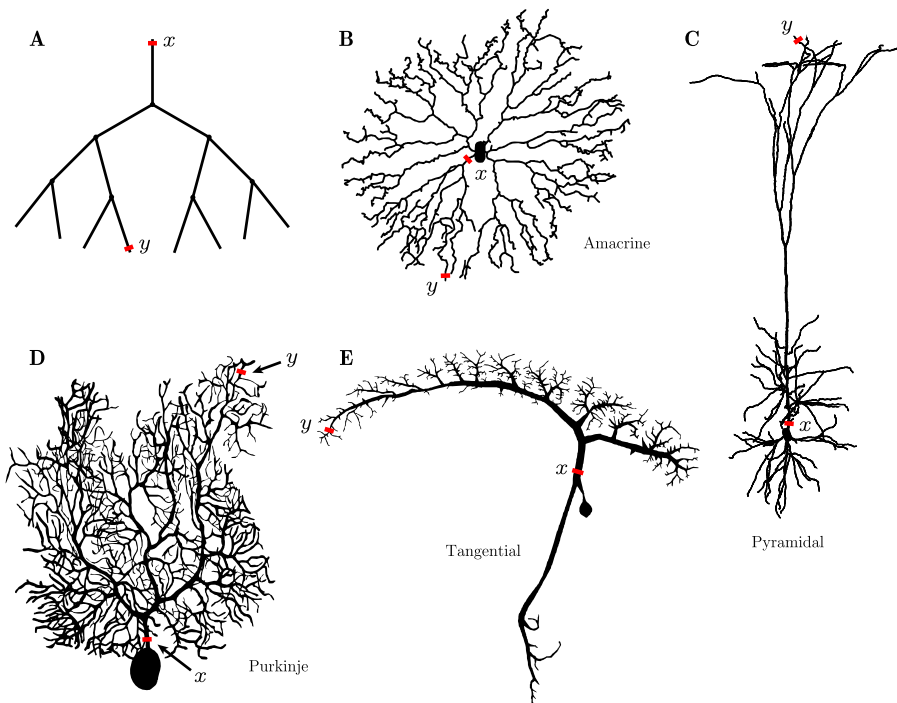 A
x
y
B
x
y
Amacrine
C
y
x
Pyramidal
D
y
x
Purkinje
E
y
x
Tangential